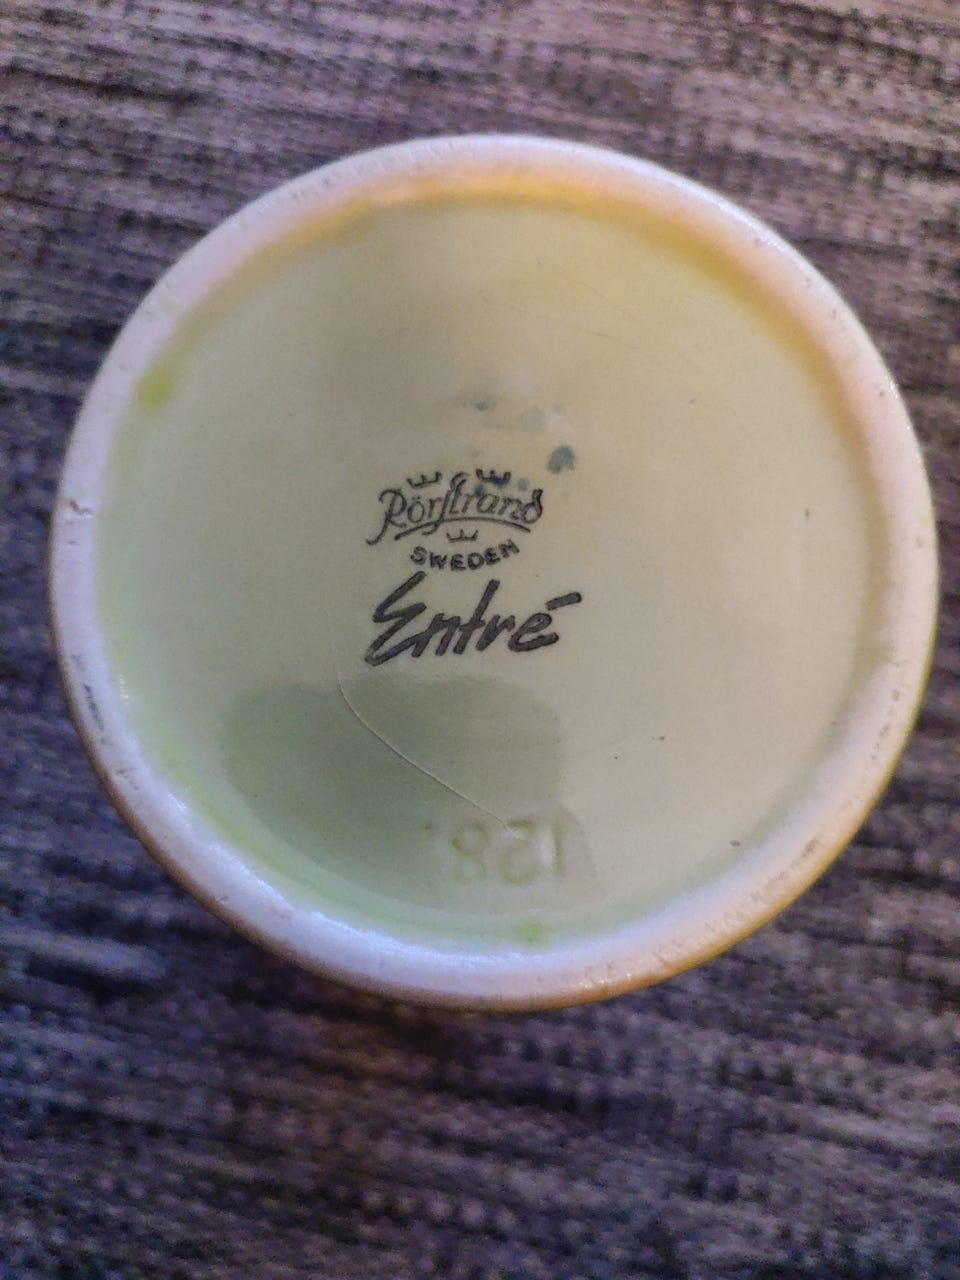 Rörstrand
SWEDEN
Entré
128